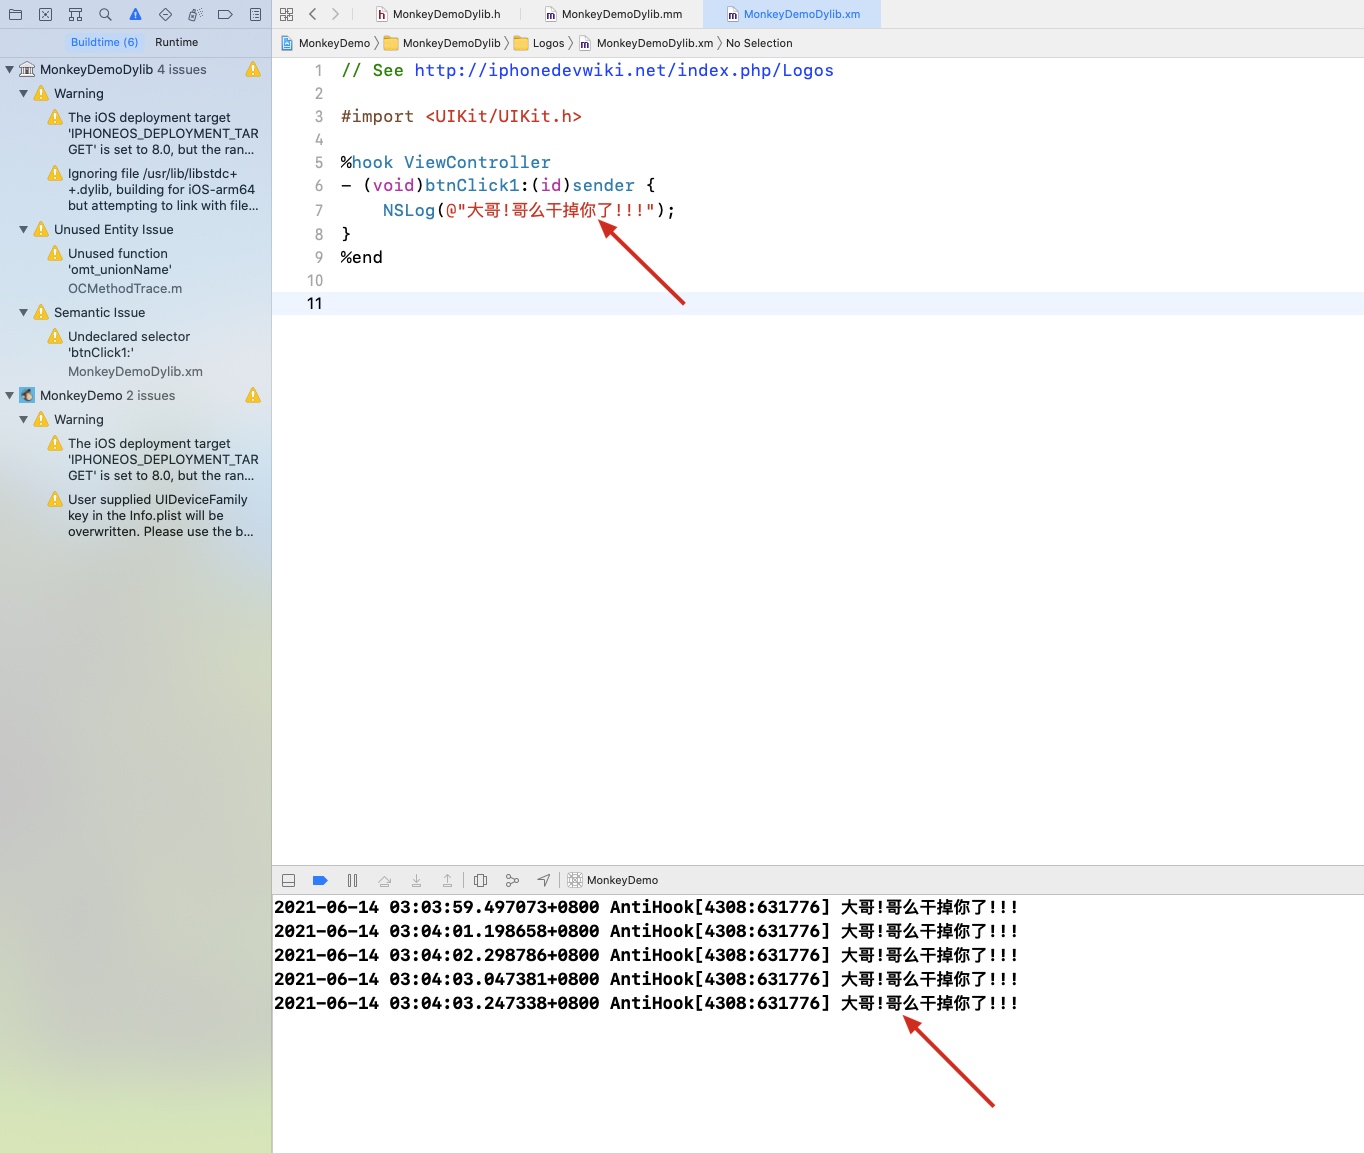 Buildtime (6) Runtime
MonkeyDemoDylib 4 issues
Warning
The iOS deployment target
'IPHONEOS_DEPLOYMENT_TAR
GET' is set to 8.0, but the ran...
Ignoring file /usr/lib/libstdc+
+.dylib, building for iOS-arm64
but attempting to link with file...
Unused Entity Issue
Unused function
'omt_unionName'
OCMethodTrace.m
Semantic Issue
Undeclared selector
'btnClick1:'
MonkeyDemoDylib.xm
MonkeyDemo 2 issues
Warning
The iOS deployment target
'IPHONEOS_DEPLOYMENT_TAR
GET' is set to 8.0, but the ran...
User supplied UIDeviceFamily
key in the Info.plist will be
overwritten. Please use the b...
h MonkeyDemoDylib.h m MonkeyDemoDylib.mm m MonkeyDemoDylib.xm
MonkeyDemo 〉 MonkeyDemoDylib 〉 Logos 〉 m MonkeyDemoDylib.xm 〉 No Selection
1 // See http://iphonedevwiki.net/index.php/Logos
2
3 #import <UIKit/UIKit.h>
4
5 %hook ViewController
6 - (void)btnClick1:(id)sender {
7 NSLog(@"大哥!哥么干掉你了!!!");
8 }
9 %end
10
11
MonkeyDemo
2021-06-14 03:03:59.497073+0800 AntiHook[4308:631776] 大哥!哥么干掉你了!!!
2021-06-14 03:04:01.198658+0800 AntiHook[4308:631776] 大哥!哥么干掉你了!!!
2021-06-14 03:04:02.298786+0800 AntiHook[4308:631776] 大哥!哥么干掉你了!!!
2021-06-14 03:04:03.047381+0800 AntiHook[4308:631776] 大哥!哥么干掉你了!!!
2021-06-14 03:04:03.247338+0800 AntiHook[4308:631776] 大哥!哥么干掉你了!!!